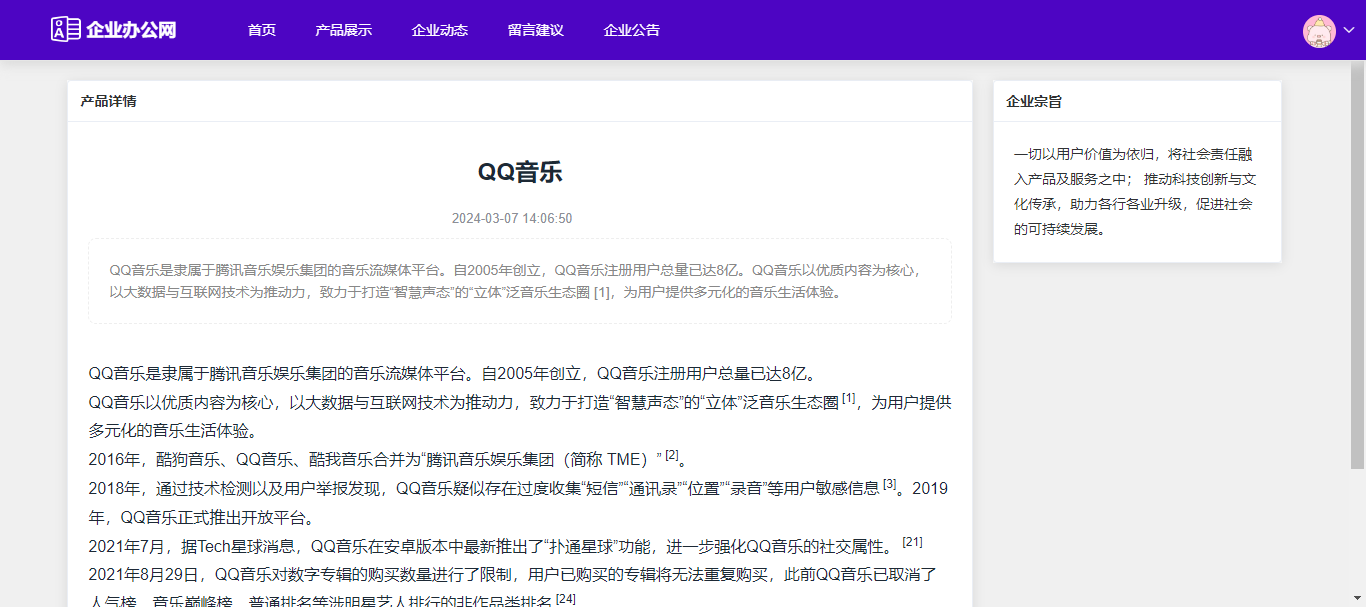 OA 企业办公网
首页 产品展示 企业动态 留言建议 企业公告
产品详情
QQ音乐
2024-03-07 14:06:50
QQ音乐是隶属于腾讯音乐娱乐集团的音乐流媒体平台。自2005年创立，QQ音乐注册用户总量已达8亿。QQ音乐以优质内容为核心，
以大数据与互联网技术为推动力，致力于打造“智慧声态”的“立体”泛音乐生态圈 [1]，为用户提供多元化的音乐生活体验。
QQ音乐是隶属于腾讯音乐娱乐集团的音乐流媒体平台。自2005年创立，QQ音乐注册用户总量已达8亿。
QQ音乐以优质内容为核心，以大数据与互联网技术为推动力，致力于打造“智慧声态”的“立体”泛音乐生态圈 [1]，为用户提供
多元化的音乐生活体验。
2016年，酷狗音乐、QQ音乐、酷我音乐合并为“腾讯音乐娱乐集团（简称 TME）” [2]。
2018年，通过技术检测以及用户举报发现，QQ音乐疑似存在过度收集“短信”“通讯录”“位置”“录音”等用户敏感信息 [3]。2019
年，QQ音乐正式推出开放平台。
2021年7月，据Tech星球消息，QQ音乐在安卓版本中最新推出了“扑通星球”功能，进一步强化QQ音乐的社交属性。 [21]
2021年8月29日，QQ音乐对数字专辑的购买数量进行了限制，用户已购买的专辑将无法重复购买，此前QQ音乐已取消了
人气榜、音乐巅峰榜、普通排名等涉明星艺人排行的非作品类排名 [24]
企业宗旨
一切以用户价值为依归，将社会责任融
入产品及服务之中； 推动科技创新与文
化传承，助力各行各业升级，促进社会
的可持续发展。